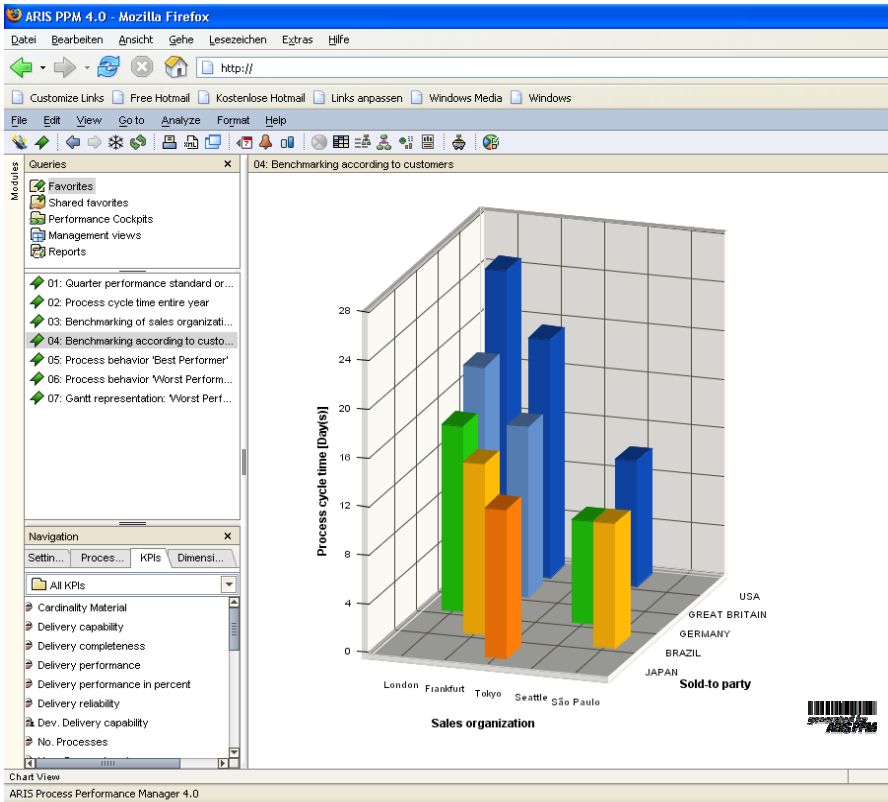 ARIS PPM 4.0 - Mozilla Firefox
Datei Bearbeiten Ansicht Gehe Lesezeichen Extras Hilfe
http://
Customize Links Free Hotmail Kostenlose Hotmail Links anpassen Windows Media Windows
File Edit View Go to Analyze Format Help
Modules
Queries
Favorites
Shared favorites
Performance Cockpits
Management views
Reports
01: Quarter performance standard or...
02: Process cycle time entire year
03: Benchmarking of sales organizati...
04: Benchmarking according to custo...
05: Process behavior 'Best Performer'
06: Process behavior 'Worst Perform...
07: Gantt representation: 'Worst Perf...
Navigation
Settin... Proces... KPIs Dimensi...
All KPIs
Cardinality Material
Delivery capability
Delivery completeness
Delivery performance
Delivery performance in percent
Delivery reliability
Dev. Delivery capability
No. Processes
04: Benchmarking according to customers
Process cycle time [Day(s)]
28
24
20
16
12
8
4
0
London Frankfurt Tokyo Seattle São Paulo
Sales organization
USA
GREAT BRITAIN
GERMANY
BRAZIL
JAPAN
Sold-to party
generated by
ARIS PPM
Chart View
ARIS Process Performance Manager 4.0